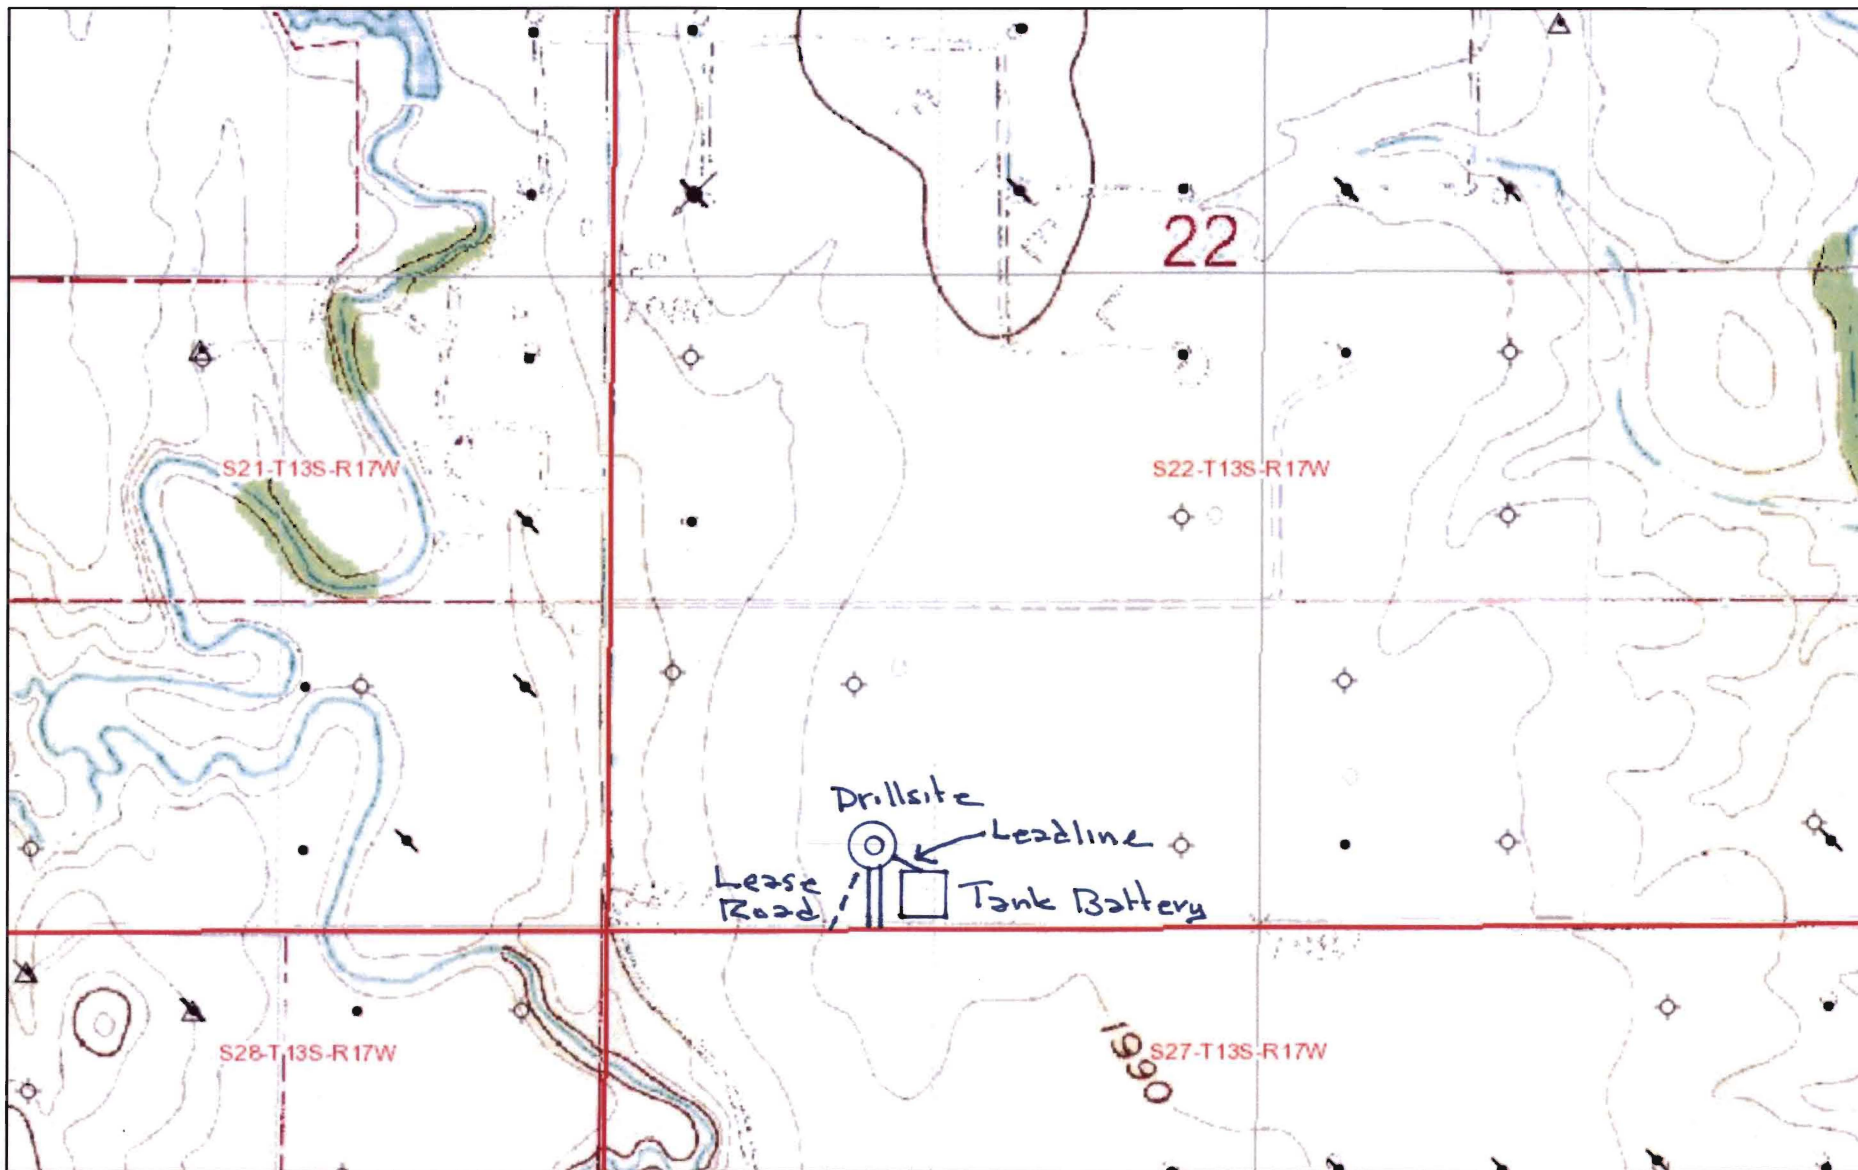 22
S21-T13S-R17W
S22-T13S-R17W
Drillsite
Leadline
Lease
Road
Tank Battery
S28-T13S-R17W
S27-T13S-R17W
1990